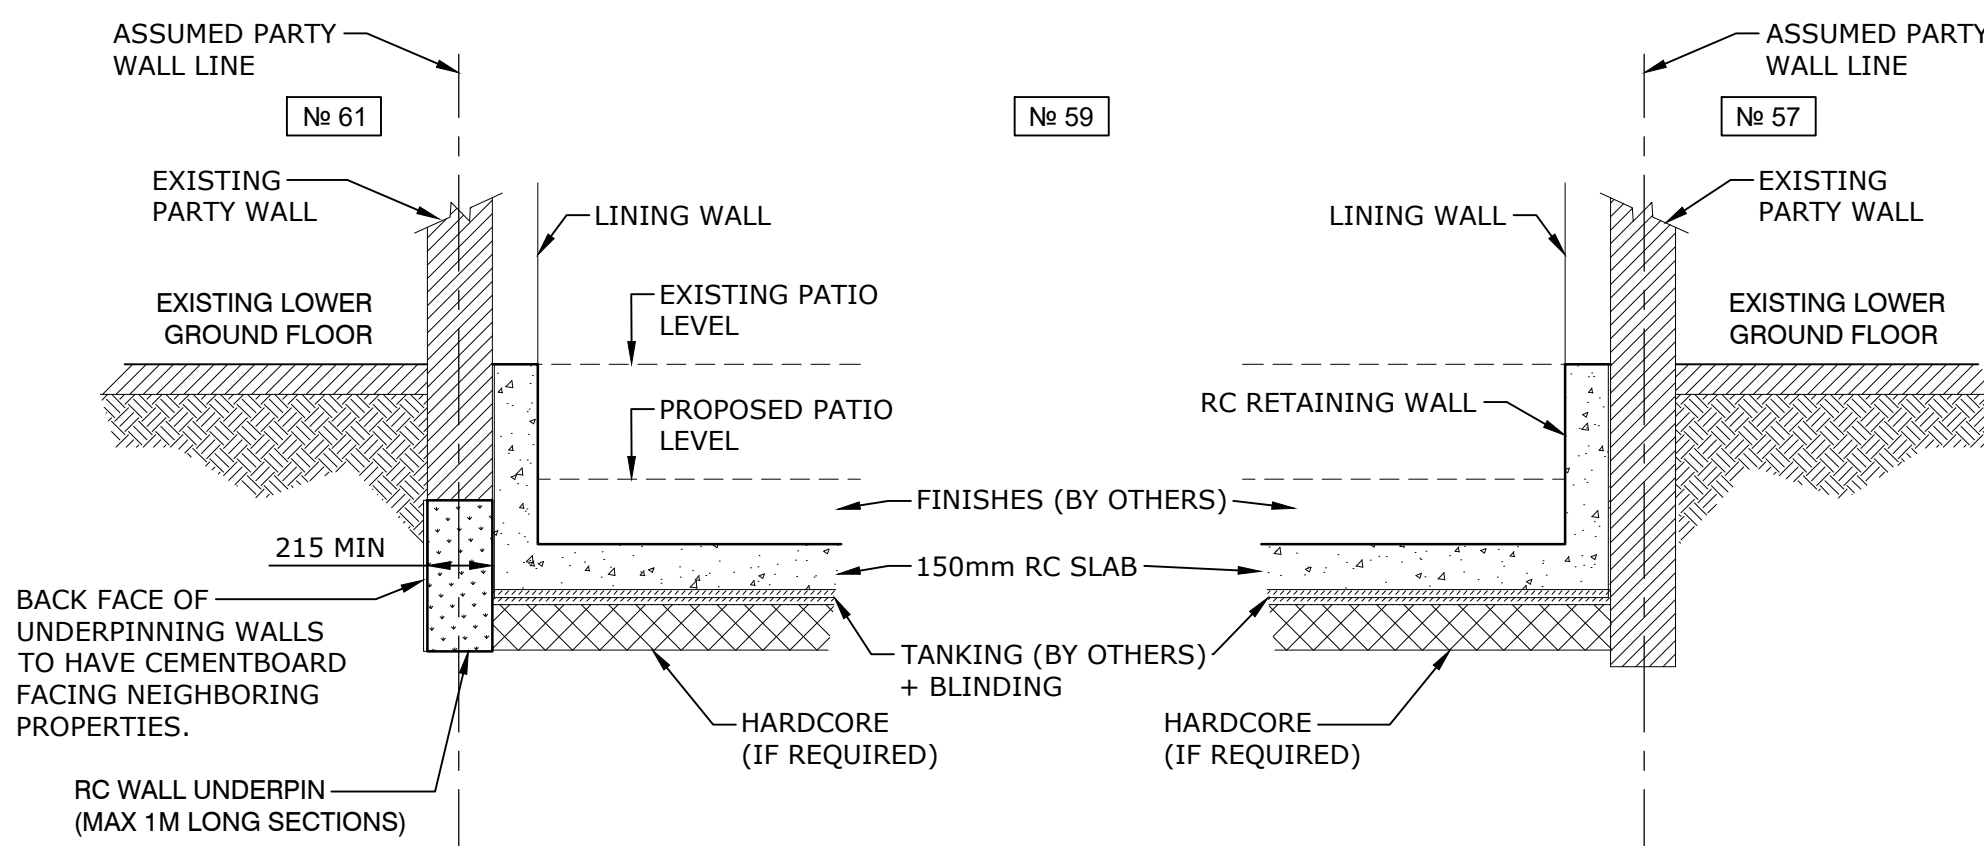 ASSUMED PARTY
WALL LINE
ASSUMED PARTY
WALL LINE
№ 61
№ 59
№ 57
EXISTING
PARTY WALL
LINING WALL
LINING WALL
EXISTING
PARTY WALL
EXISTING LOWER
GROUND FLOOR
EXISTING PATIO
LEVEL
EXISTING LOWER
GROUND FLOOR
PROPOSED PATIO
LEVEL
RC RETAINING WALL
FINISHES (BY OTHERS)
215 MIN
150mm RC SLAB
BACK FACE OF
UNDERPINNING WALLS
TO HAVE CEMENTBOARD
FACING NEIGHBORING
PROPERTIES.
TANKING (BY OTHERS)
+ BLINDING
HARDCORE
(IF REQUIRED)
HARDCORE
(IF REQUIRED)
RC WALL UNDERPIN
(MAX 1M LONG SECTIONS)